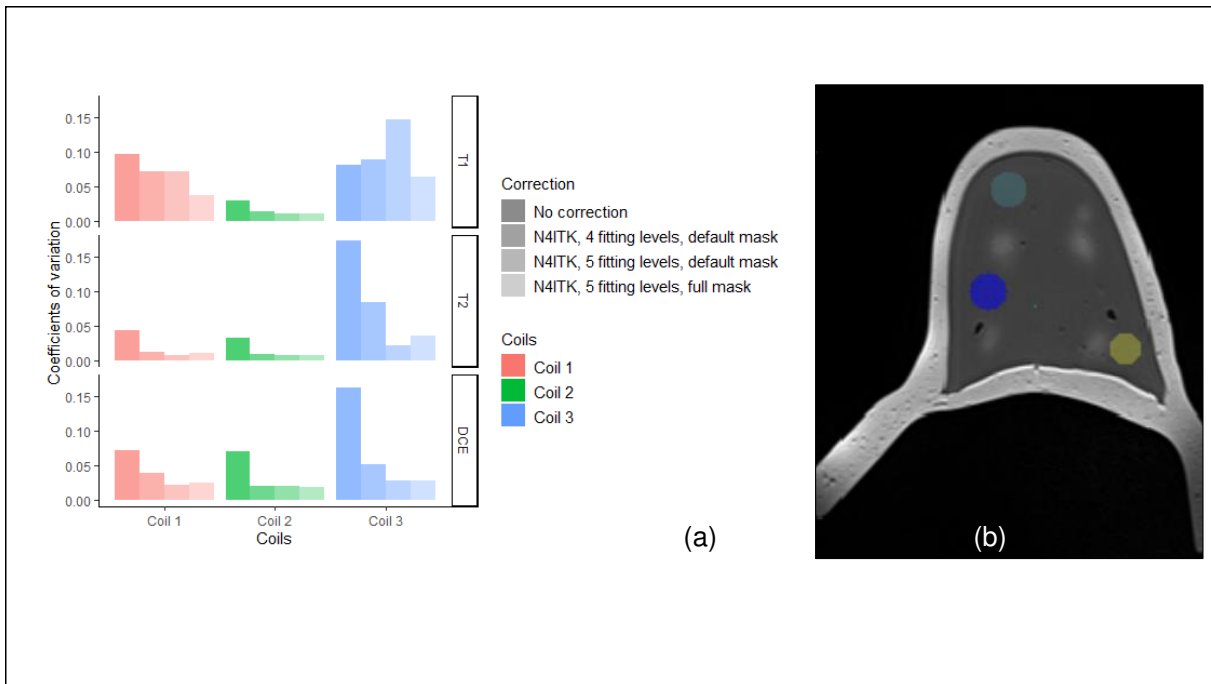 Coefficients of variation
0.15
0.10
0.05
0.00
T1
0.15
0.10
0.05
0.00
T2
0.15
0.10
0.05
0.00
DCE
Coil 1
Coil 2
Coil 3
Coils
Correction
No correction
N4ITK, 4 fitting levels, default mask
N4ITK, 5 fitting levels, default mask
N4ITK, 5 fitting levels, full mask
Coils
Coil 1
Coil 2
Coil 3
(a)
(b)